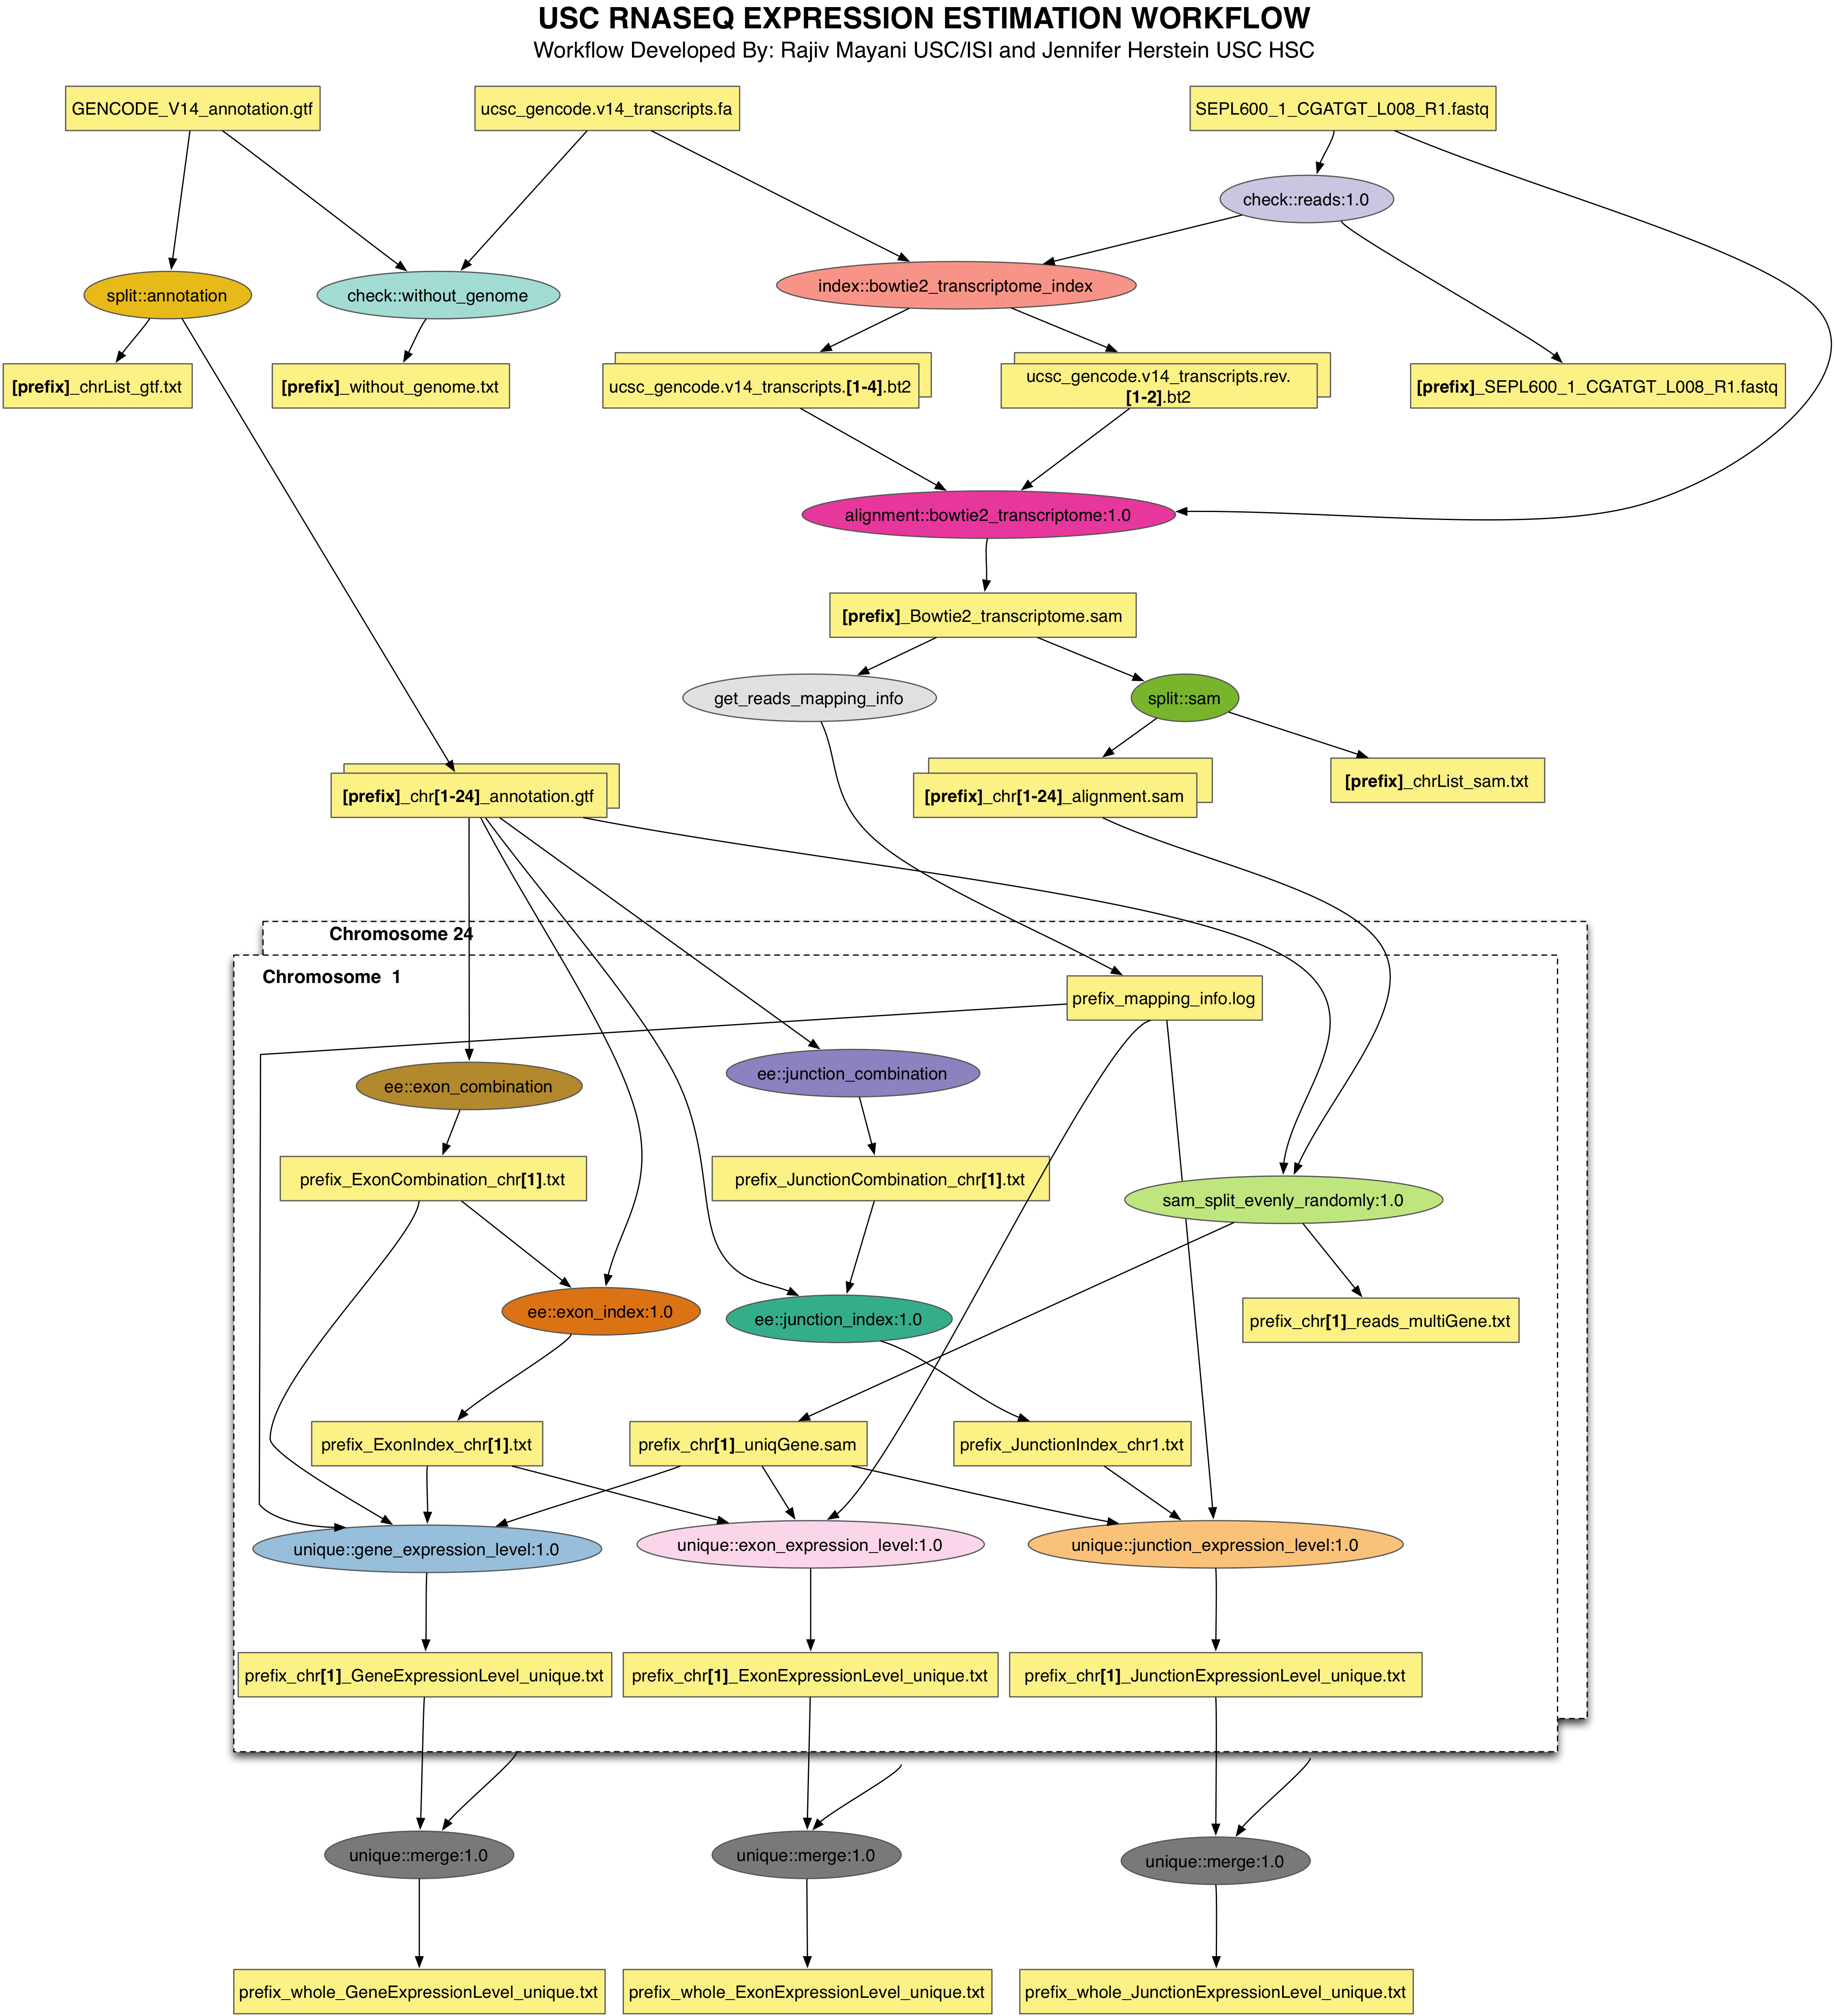 USC RNASEQ EXPRESSION ESTIMATION WORKFLOW
Workflow Developed By: Rajiv Mayani USC/ISI and Jennifer Herstein USC HSC
GENCODE_V14_annotation.gtf
ucsc_gencode.v14_transcripts.fa
SEPL600_1_CGATGT_L008_R1.fastq
check::reads:1.0
split::annotation
check::without_genome
index::bowtie2_transcriptome_index
[prefix]_chrList_gtf.txt
[prefix]_without_genome.txt
ucsc_gencode.v14_transcripts.[1-4].bt2
ucsc_gencode.v14_transcripts.rev.
[1-2].bt2
[prefix]_SEPL600_1_CGATGT_L008_R1.fastq
alignment::bowtie2_transcriptome:1.0
[prefix]_Bowtie2_transcriptome.sam
get_reads_mapping_info
split::sam
[prefix]_chr[1-24]_annotation.gtf
[prefix]_chr[1-24]_alignment.sam
[prefix]_chrList_sam.txt
Chromosome 24
Chromosome 1
prefix_mapping_info.log
ee::exon_combination
ee::junction_combination
prefix_ExonCombination_chr[1].txt
prefix_JunctionCombination_chr[1].txt
sam_split_evenly_randomly:1.0
ee::exon_index:1.0
ee::junction_index:1.0
prefix_chr[1]_reads_multiGene.txt
prefix_ExonIndex_chr[1].txt
prefix_chr[1]_uniqGene.sam
prefix_JunctionIndex_chr1.txt
unique::gene_expression_level:1.0
unique::exon_expression_level:1.0
unique::junction_expression_level:1.0
prefix_chr[1]_GeneExpressionLevel_unique.txt
prefix_chr[1]_ExonExpressionLevel_unique.txt
prefix_chr[1]_JunctionExpressionLevel_unique.txt
unique::merge:1.0
unique::merge:1.0
unique::merge:1.0
prefix_whole_GeneExpressionLevel_unique.txt
prefix_whole_ExonExpressionLevel_unique.txt
prefix_whole_JunctionExpressionLevel_unique.txt